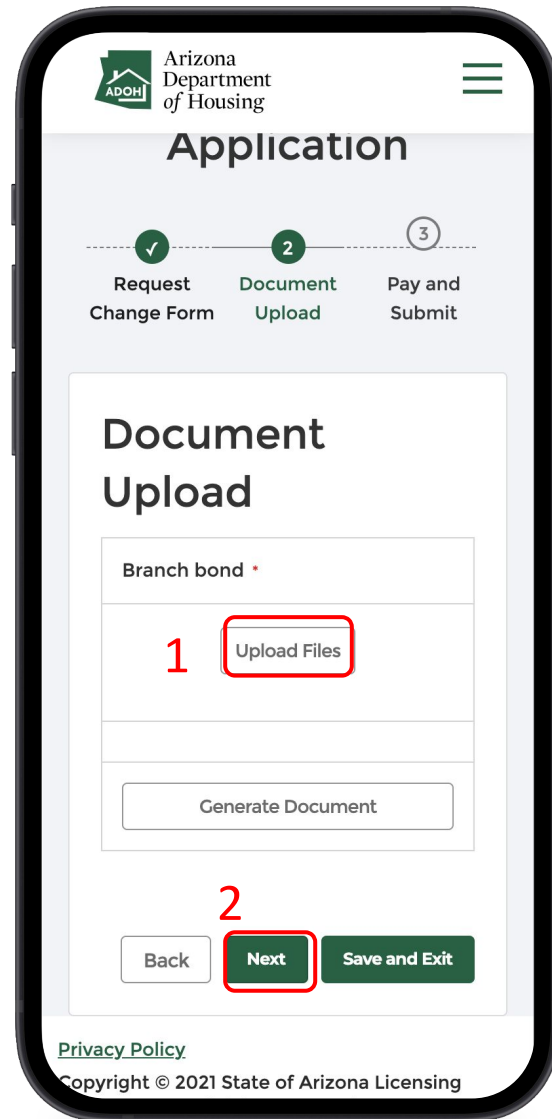 Arizona
Department
of Housing
ADOH
Application
✓
2
3
Request
Change Form
Document
Upload
Pay and
Submit
Document
Upload
Branch bond *
1
Upload Files
Generate Document
2
Back
Next
Save and Exit
Privacy Policy
Copyright © 2021 State of Arizona Licensing